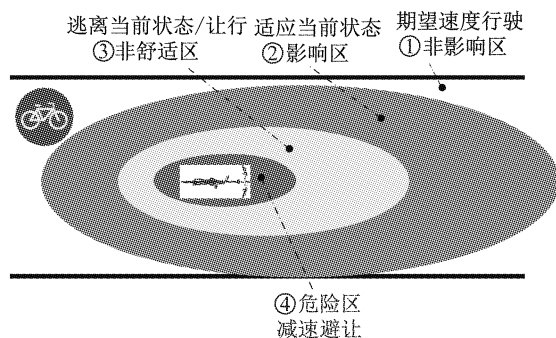 逃离当前状态/让行
③非舒适区
适应当前状态
②影响区
期望速度行驶
①非影响区
④危险区
减速避让